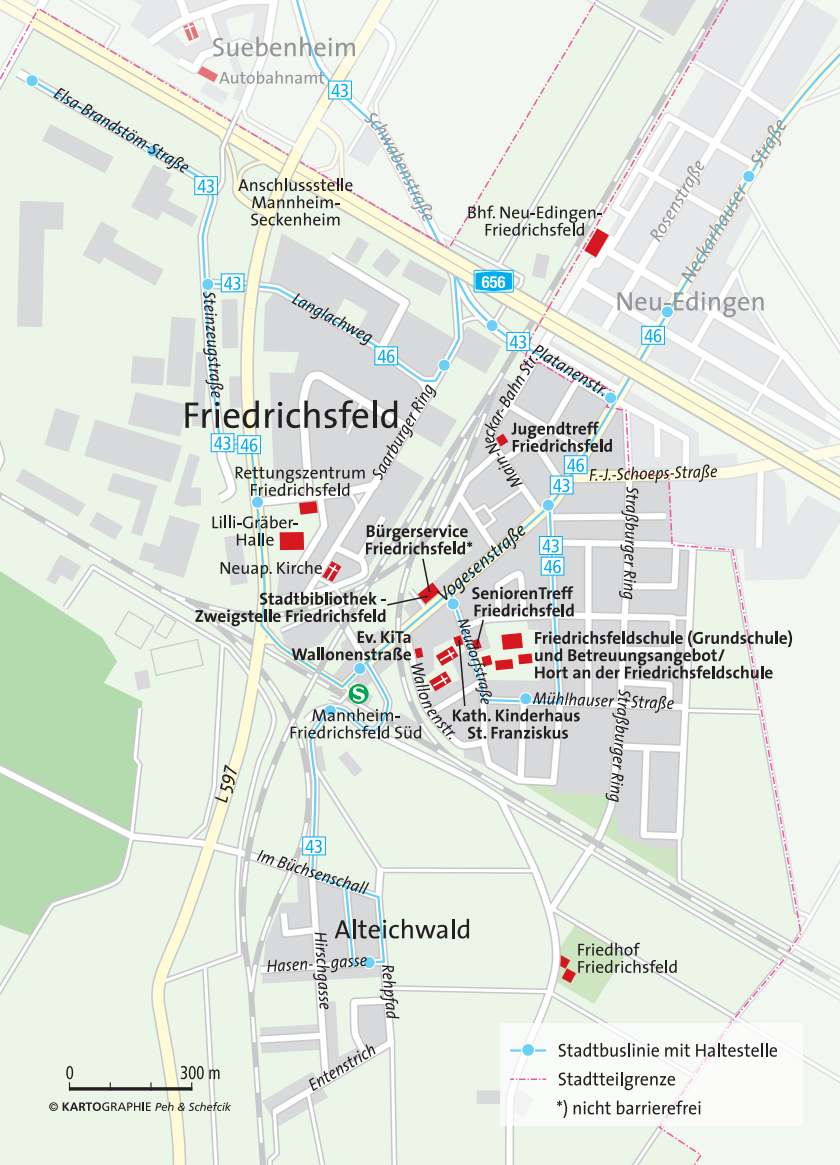 Suebenheim
Autobahnamt
43
Elsa-Brandstöm-Straße
Schwabenstraße
43
Anschlussstelle
Mannheim-
Seckenheim
Rosenstraße
Neckarhauser Straße
Bhf. Neu-Edingen-
Friedrichsfeld
656
43
Steinzeugstraße
Langlachweg
46
Neu-Edingen
46
43
Platanenstr.
Main-Neckar-Bahn Str.
Friedrichsfeld
Saarburger Ring
Jugendtreff
Friedrichsfeld
43
46
46
43
F.-J.-Schoeps-Straße
Straßburger Ring
Rettungszentrum
Friedrichsfeld
Lilli-Gräber-
Halle
Neuap. Kirche
Bürgerservice
Friedrichsfeld*
Vogesenstraße
43
46
Stadtbibliothek -
Zweigstelle Friedrichsfeld
SeniorenTreff
Friedrichsfeld
Ev. KiTa
Wallonenstraße
Neudorfstraße
Friedrichsfeldschule (Grundschule)
und Betreuungsangebot/
Hort an der Friedrichsfeldschule
Wallonenstr.
S
Mannheim-
Friedrichsfeld Süd
Kath. Kinderhaus
St. Franziskus
Mühlhauser Straße
Straßburger Ring
L 597
43
Im Büchsenschall
Alteichwald
Hasen-gasse
Hirschgasse
Rehpfad
Friedhof
Friedrichsfeld
Entenstrich
0
300 m
© KARTOGRAPHIE Peh & Schefcik
Stadtbuslinie mit Haltestelle
Stadtteilgrenze
*) nicht barrierefrei